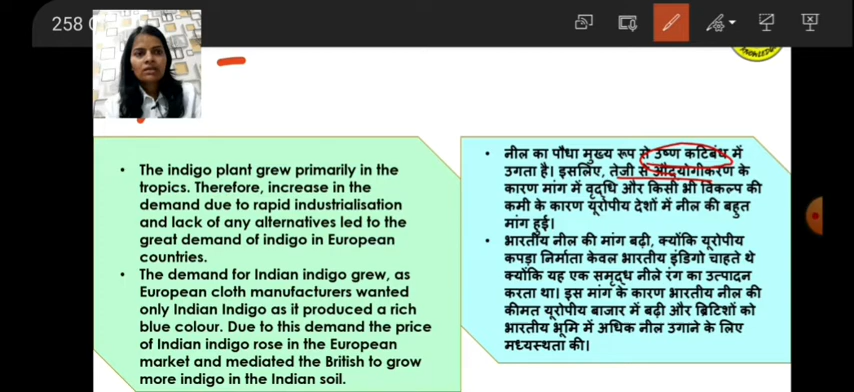 258
KNOWLEDGE
The indigo plant grew primarily in the
tropics. Therefore, increase in the
demand due to rapid industrialisation
and lack of any alternatives led to the
great demand of indigo in European
countries.
The demand for Indian indigo grew, as
European cloth manufacturers wanted
only Indian Indigo as it produced a rich
blue colour. Due to this demand the price
of Indian indigo rose in the European
market and mediated the British to grow
more indigo in the Indian soil.
नील का पौधा मुख्य रूप से उष्ण कटिबंध में
उगता है। इसलिए, तेजी से औद्योगीकरण के
कारण मांग में वृद्धि और किसी भी विकल्प की
कमी के कारण यूरोपीय देशों में नील की बहुत
मांग हुई।
भारतीय नील की मांग बढ़ी, क्योंकि यूरोपीय
कपड़ा निर्माता केवल भारतीय इंडिगो चाहते थे
क्योंकि यह एक समृद्ध नीले रंग का उत्पादन
करता था। इस मांग के कारण भारतीय नील की
कीमत यूरोपीय बाजार में बढ़ी और ब्रिटिशों को
भारतीय भूमि में अधिक नील उगाने के लिए
मध्यस्थता की।